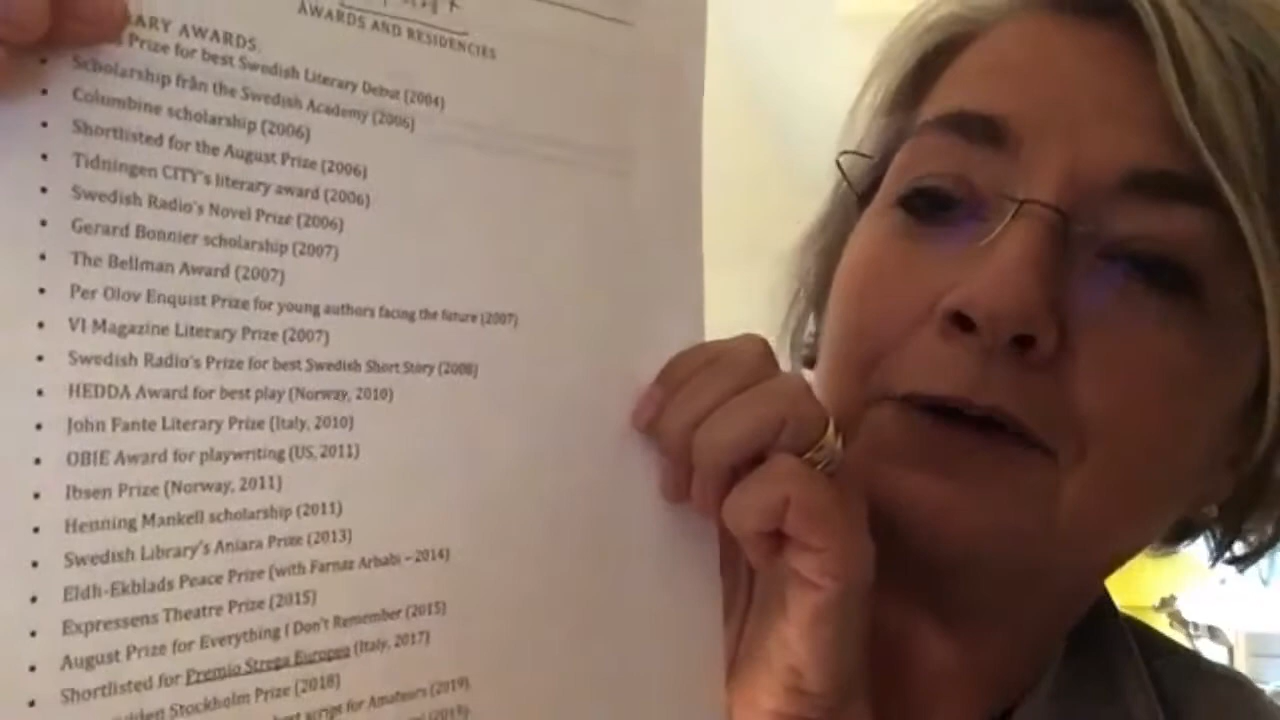 AWARDS AND RESIDENCIES
ARY AWARDS
Prize for best Swedish Literary Debut (2004)
Scholarship från the Swedish Academy (2006)
Columbine scholarship (2006)
Shortlisted for the August Prize (2006)
Tidningen CITY's literary award (2006)
Swedish Radio's Novel Prize (2006)
Gerard Bonnier scholarship (2007)
The Bellman Award (2007)
Per Olov Enquist Prize for young authors facing the future (2007)
VI Magazine Literary Prize (2007)
Swedish Radio's Prize for best Swedish Short Story (2008)
HEDDA Award for best play (Norway, 2010)
John Fante Literary Prize (Italy, 2010)
OBIE Award for playwriting (US, 2011)
Ibsen Prize (Norway, 2011)
Henning Mankell scholarship (2011)
Swedish Library's Aniara Prize (2013)
Eldh-Ekblads Peace Prize (with Farnaz Arbabi – 2014)
Expressens Theatre Prize (2015)
August Prize for Everything I Don't Remember (2015)
Shortlisted for Premio Strega Europeo (Italy, 2017)
Stockholm Prize (2018)
script for Amateurs (2019)